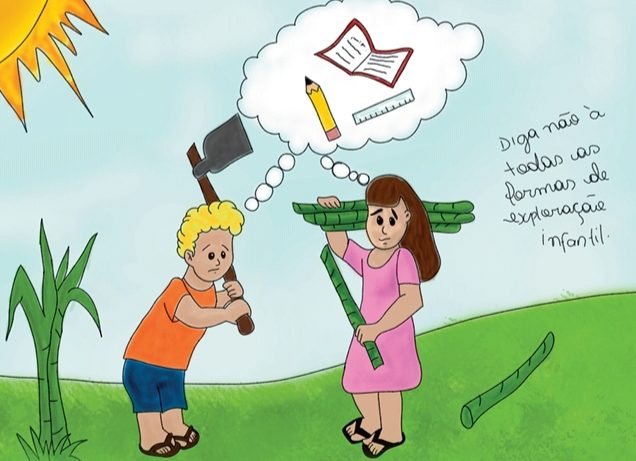 Diga não à
todas as
formas de
exploração
infantil.